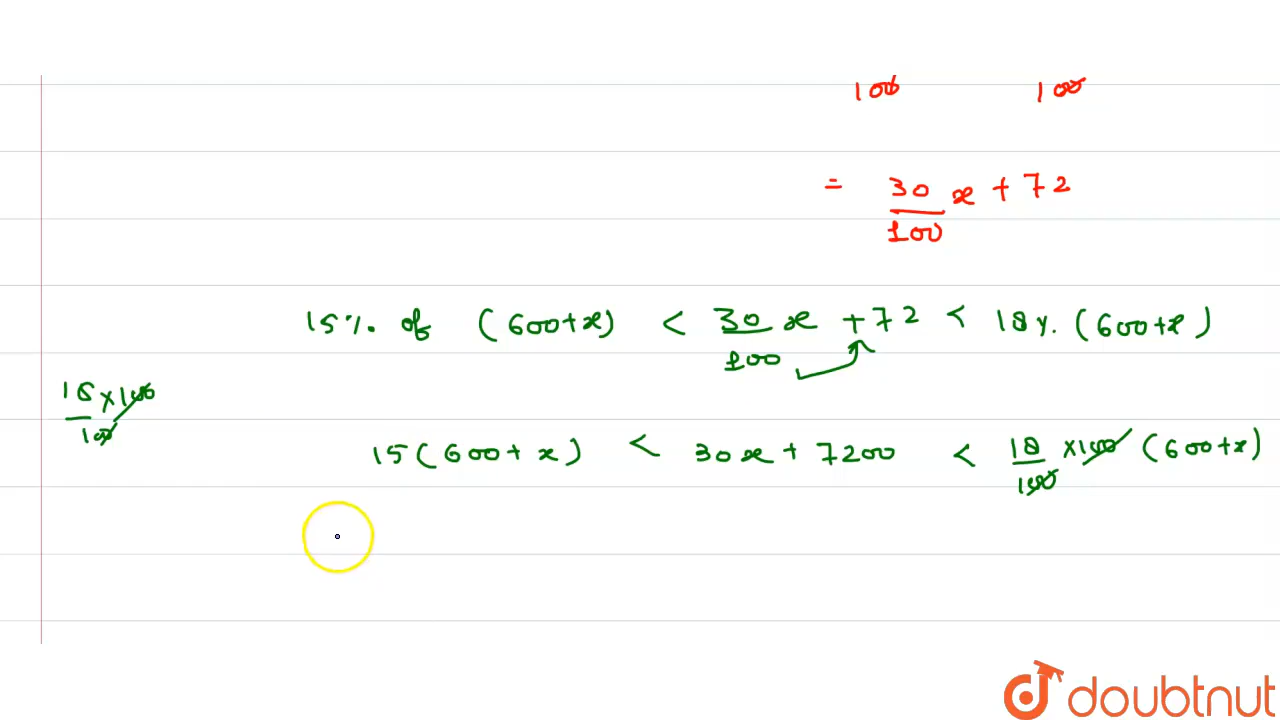 100 100
= 30/100 x + 72
15% of (600+x) < 30/100 x + 72 < 18%. (600+x)
15×100/100
15(600+x) < 30x + 7200 < 18/100 ×100 (600+x)
doubtnut